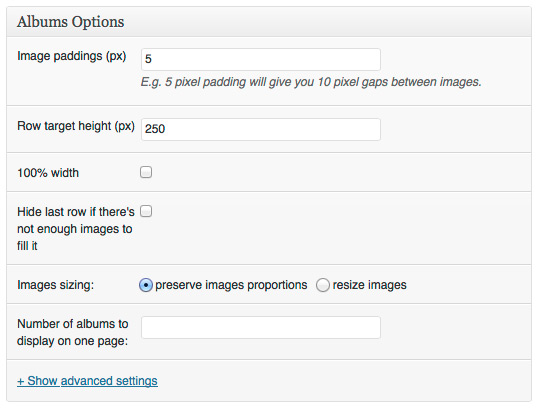 Albums Options
Image paddings (px) 5
E.g. 5 pixel padding will give you 10 pixel gaps between images.
Row target height (px) 250
100% width
Hide last row if there's
not enough images to
fill it
Images sizing: preserve images proportions resize images
Number of albums to
display on one page:
+ Show advanced settings